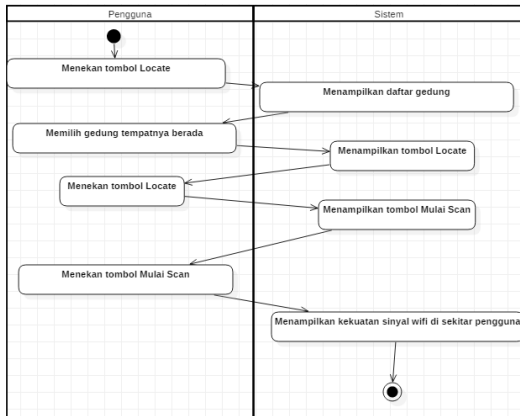 Pengguna
Sistem
Menekan tombol Locate
Menampilkan daftar gedung
Memilih gedung tempatnya berada
Menampilkan tombol Locate
Menekan tombol Locate
Menampilkan tombol Mulai Scan
Menekan tombol Mulai Scan
Menampilkan kekuatan sinyal wifi di sekitar pengguna